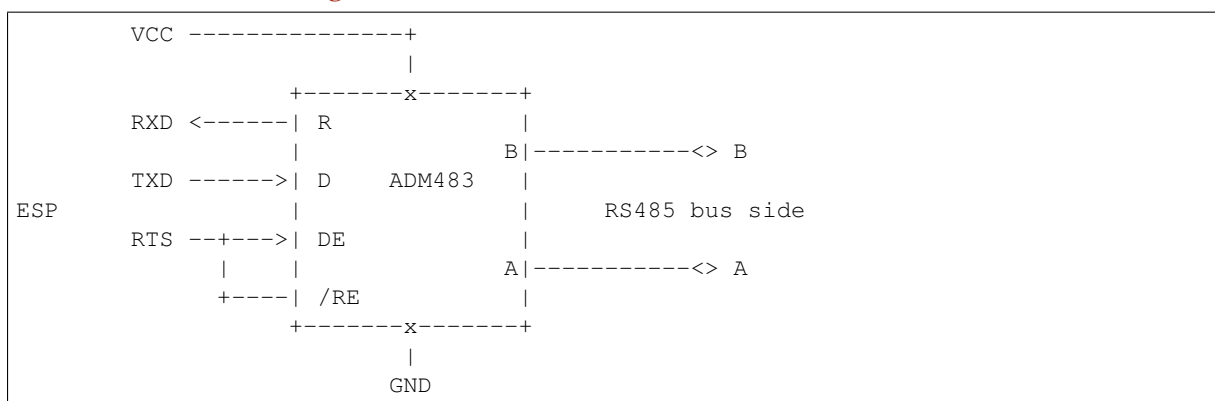 VCC ---------------+
|
+-------x-------+
RXD <------| R |
| B|-----------<> B
TXD ------>| D ADM483 |
ESP | | RS485 bus side
RTS --+--->| DE |
| | A|-----------<> A
+----| /RE |
+-------x-------+
|
GND